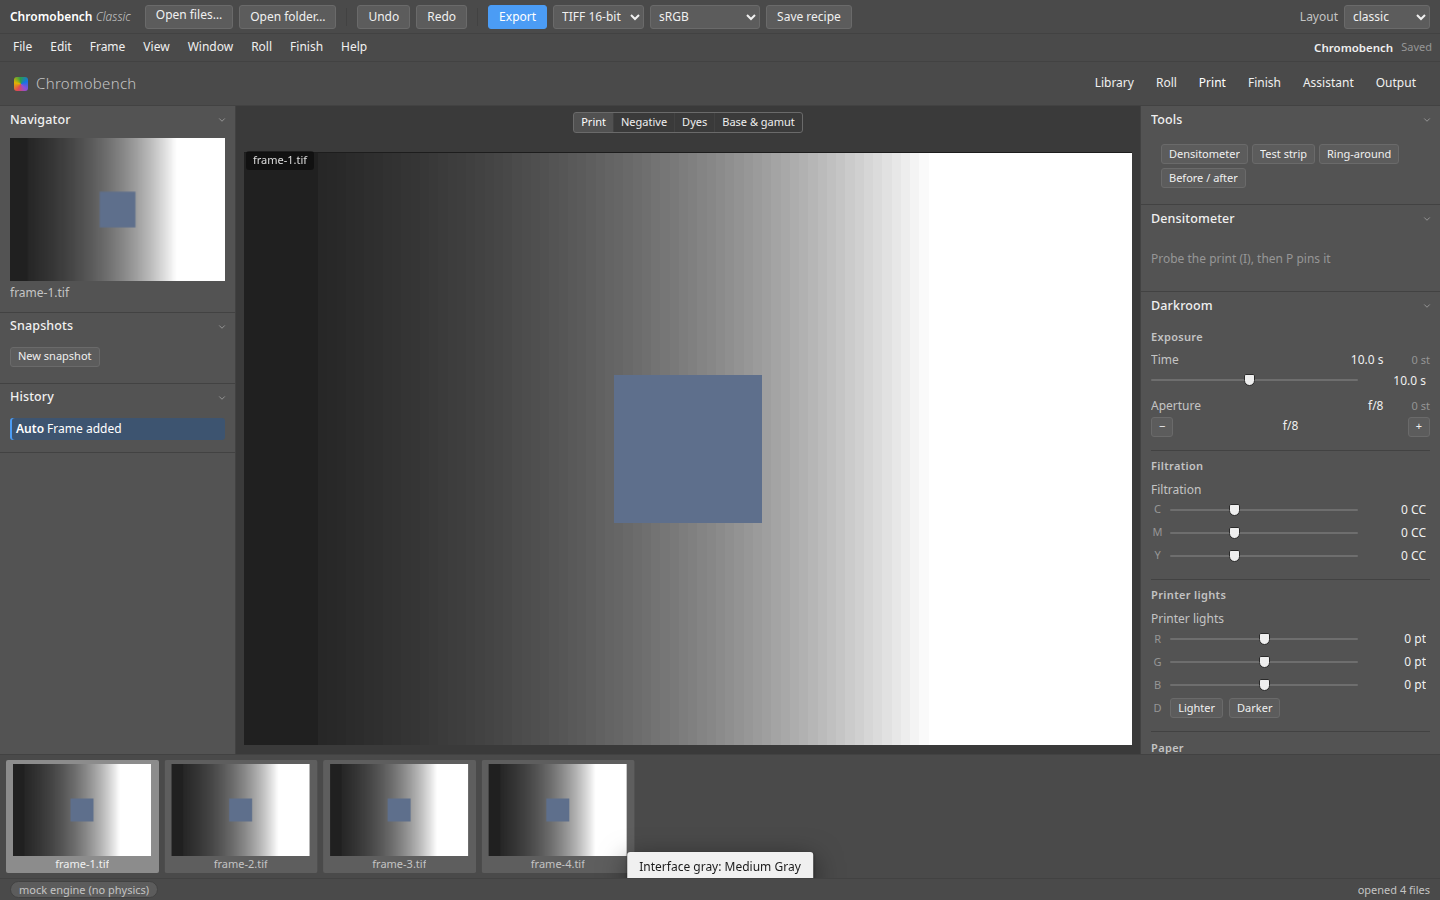 Chromobench Classic Open files... Open folder... Undo Redo Export TIFF 16-bit sRGB Save recipe Layout classic
File Edit Frame View Window Roll Finish Help Chromobench Saved
Chromobench Library Roll Print Finish Assistant Output
Navigator
frame-1.tif
Snapshots
New snapshot
History
Auto Frame added
Print Negative Dyes Base & gamut
frame-1.tif
Tools
Densitometer Test strip Ring-around
Before / after
Densitometer
Probe the print (I), then P pins it
Darkroom
Exposure
Time 10.0 s 0 st
10.0 s
Aperture f/8 0 st
− f/8 +
Filtration
Filtration
C 0 CC
M 0 CC
Y 0 CC
Printer lights
Printer lights
R 0 pt
G 0 pt
B 0 pt
D Lighter Darker
Paper
frame-1.tif frame-2.tif frame-3.tif frame-4.tif
Interface gray: Medium Gray
mock engine (no physics) opened 4 files